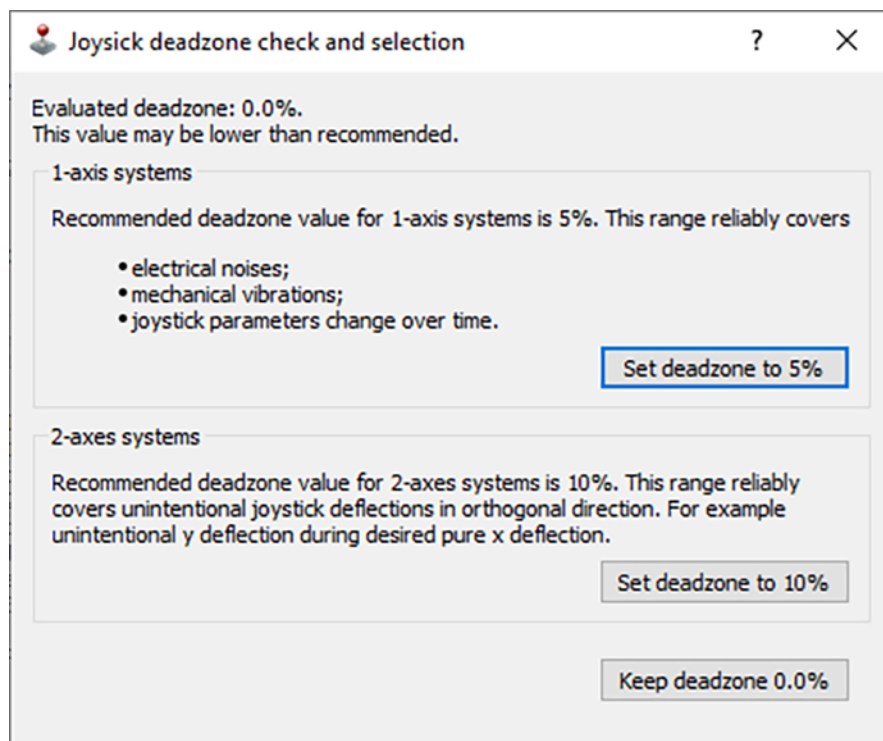 Joysick deadzone check and selection
Evaluated deadzone: 0.0%.
This value may be lower than recommended.
1-axis systems
Recommended deadzone value for 1-axis systems is 5%. This range reliably covers
• electrical noises;
• mechanical vibrations;
• joystick parameters change over time.
Set deadzone to 5%
2-axes systems
Recommended deadzone value for 2-axes systems is 10%. This range reliably
covers unintentional joystick deflections in orthogonal direction. For example
unintentional y deflection during desired pure x deflection.
Set deadzone to 10%
Keep deadzone 0.0%